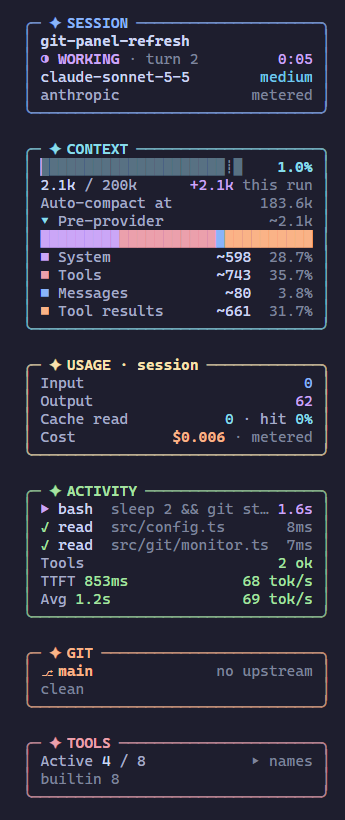 SESSION
git-panel-refresh
WORKING · turn 2 0:05
claude-sonnet-5-5 medium
anthropic metered
CONTEXT
1.0%
2.1k / 200k +2.1k this run
Auto-compact at 183.6k
▾ Pre-provider ~2.1k
System ~598 28.7%
Tools ~743 35.7%
Messages ~80 3.8%
Tool results ~661 31.7%
USAGE · session
Input 0
Output 62
Cache read 0 · hit 0%
Cost $0.006 · metered
ACTIVITY
▶ bash sleep 2 && git st… 1.6s
✓ read src/config.ts 8ms
✓ read src/git/monitor.ts 7ms
Tools 2 ok
TTFT 853ms 68 tok/s
Avg 1.2s 69 tok/s
GIT
main no upstream
clean
TOOLS
Active 4 / 8 ▸ names
builtin 8